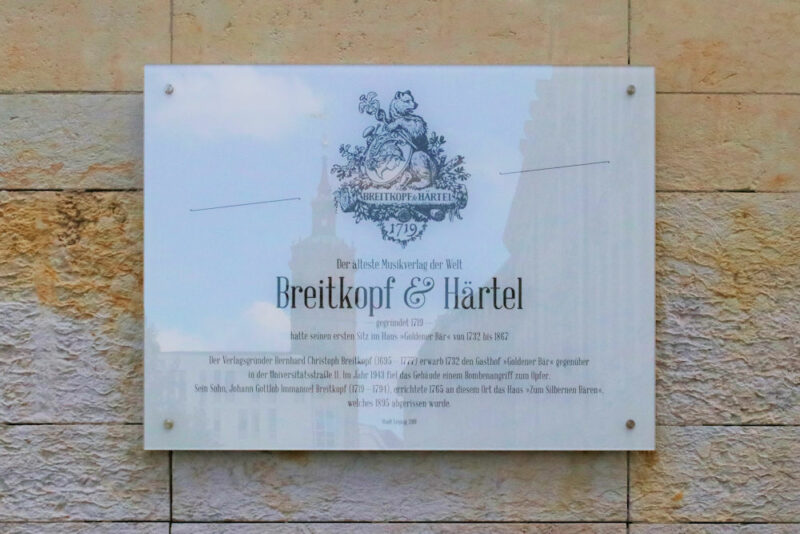 BREITKOPF & HÄRTEL
1719
Der älteste Musikverlag der Welt
Breitkopf & Härtel
gegründet 1719
hatte seinen ersten Sitz im Haus »Goldener Bär« von 1732 bis 1867
Der Verlagsgründer Bernhard Christoph Breitkopf (1695 – 1777) erwarb 1732 den Gasthof »Goldener Bär« gegenüber
in der Universitätsstraße 11. Im Jahr 1943 fiel das Gebäude einem Bombenangriff zum Opfer.
Sein Sohn, Johann Gottlob Immanuel Breitkopf (1719 – 1794), errichtete 1765 an diesem Ort das Haus »Zum Silbernen Bären«,
welches 1895 abgerissen wurde.
Stadt Leipzig